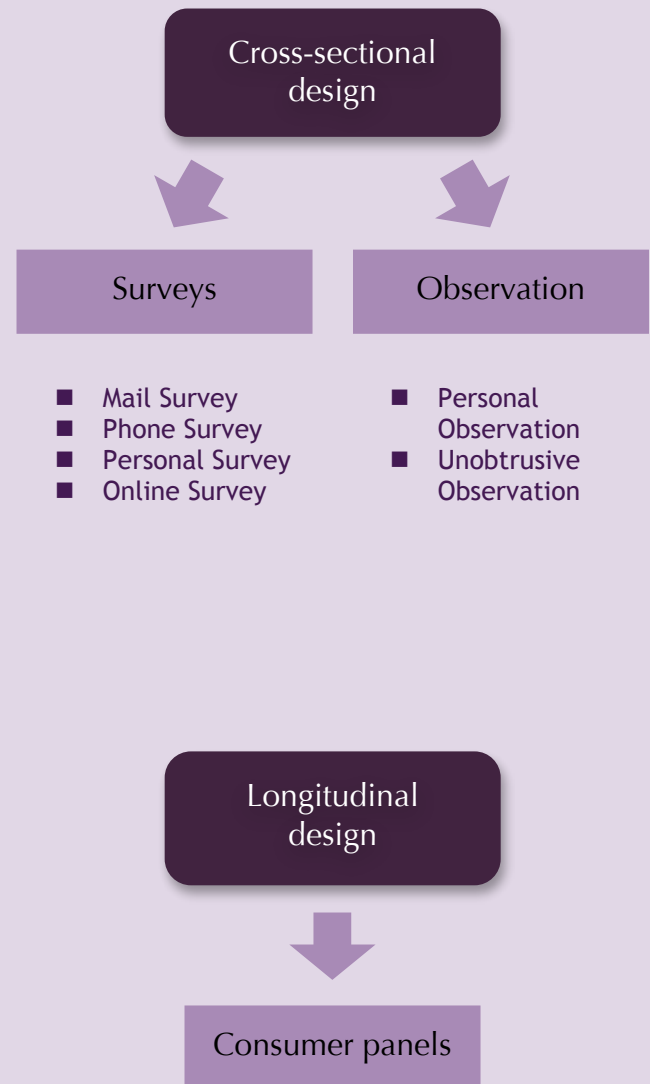 Cross-sectional
design
Surveys
Observation
Mail Survey
Phone Survey
Personal Survey
Online Survey
Personal
Observation
Unobtrusive
Observation
Longitudinal
design
Consumer panels